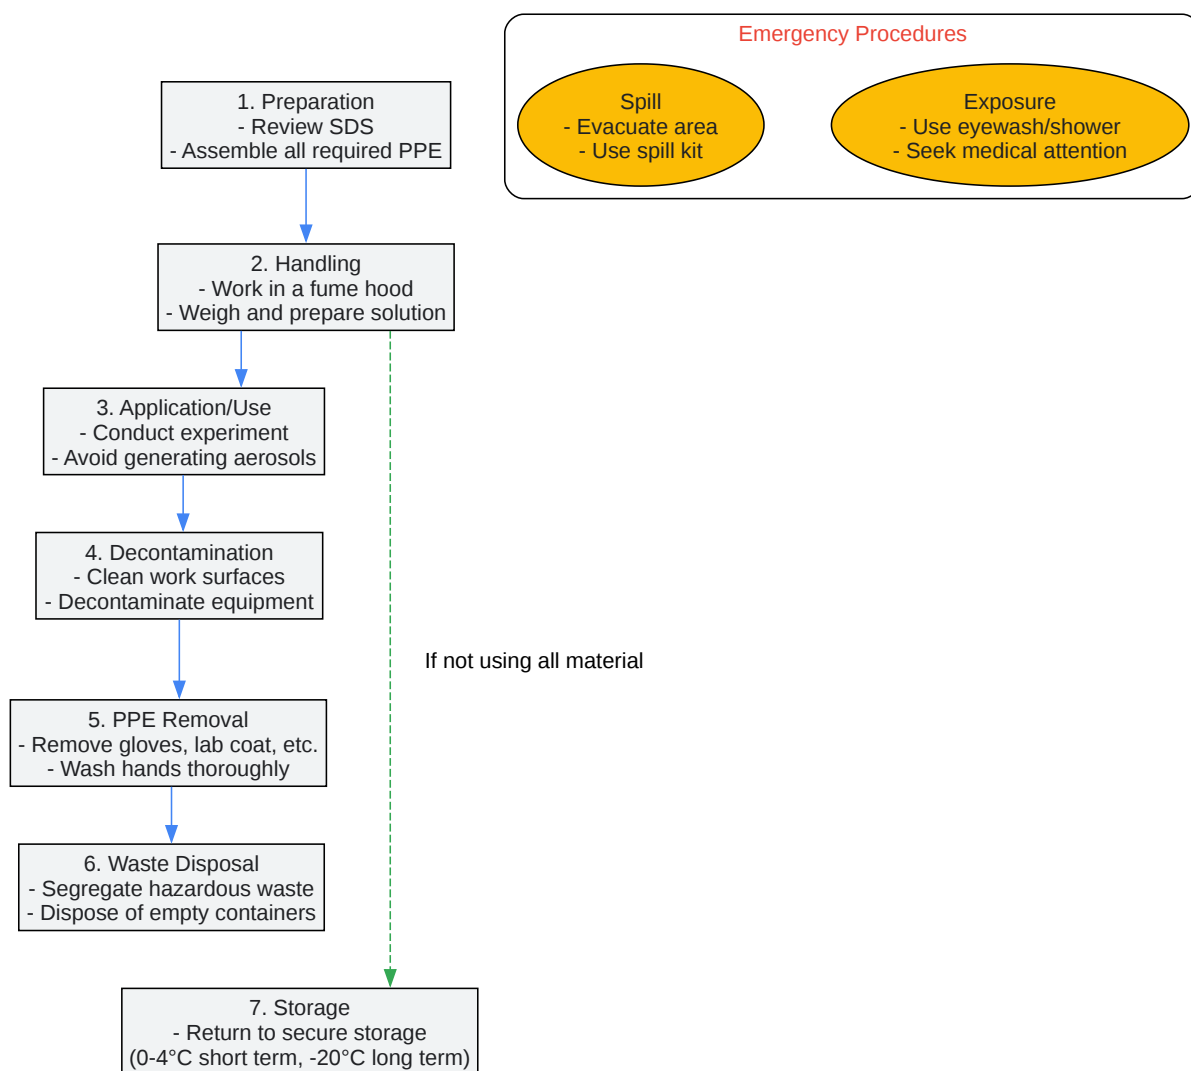 Emergency Procedures
Spill
- Evacuate area
- Use spill kit
Exposure
- Use eyewash/shower
- Seek medical attention
1. Preparation
- Review SDS
- Assemble all required PPE
2. Handling
- Work in a fume hood
- Weigh and prepare solution
3. Application/Use
- Conduct experiment
- Avoid generating aerosols
4. Decontamination
- Clean work surfaces
- Decontaminate equipment
If not using all material
5. PPE Removal
- Remove gloves, lab coat, etc.
- Wash hands thoroughly
6. Waste Disposal
- Segregate hazardous waste
- Dispose of empty containers
7. Storage
- Return to secure storage
(0-4°C short term, -20°C long term)